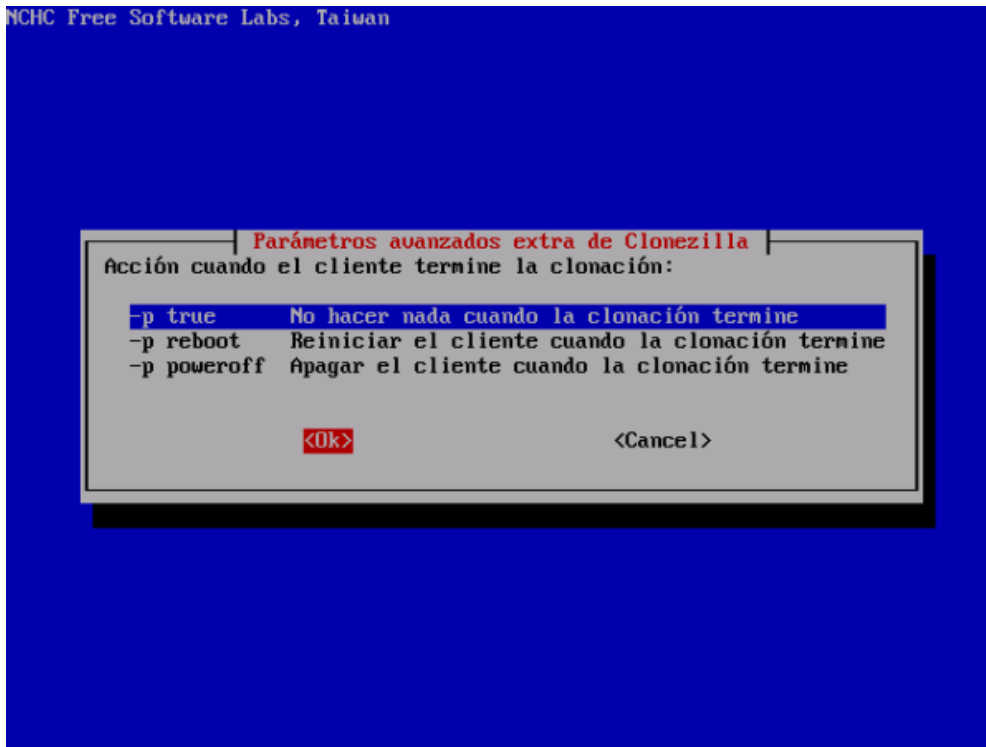 NCHC Free Software Labs, Taiwan
Parámetros avanzados extra de Clonezilla
Acción cuando el cliente termine la clonación:
-p true No hacer nada cuando la clonación termine
-p reboot Reiniciar el cliente cuando la clonación termine
-p poweroff Apagar el cliente cuando la clonación termine
<Ok> <Cancel>